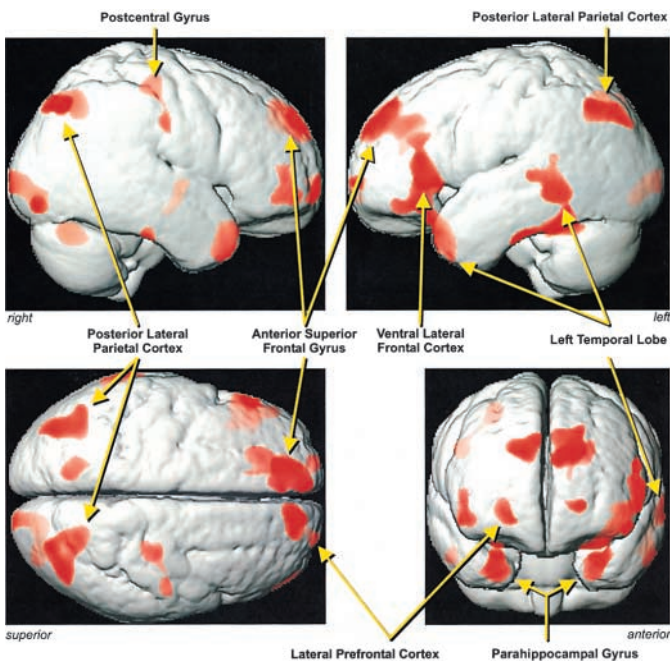 Postcentral Gyrus
Posterior Lateral Parietal Cortex
right
left
Posterior Lateral
Parietal Cortex
Anterior Superior
Frontal Gyrus
Ventral Lateral
Frontal Cortex
Left Temporal Lobe
superior
anterior
Lateral Prefrontal Cortex
Parahippocampal Gyrus